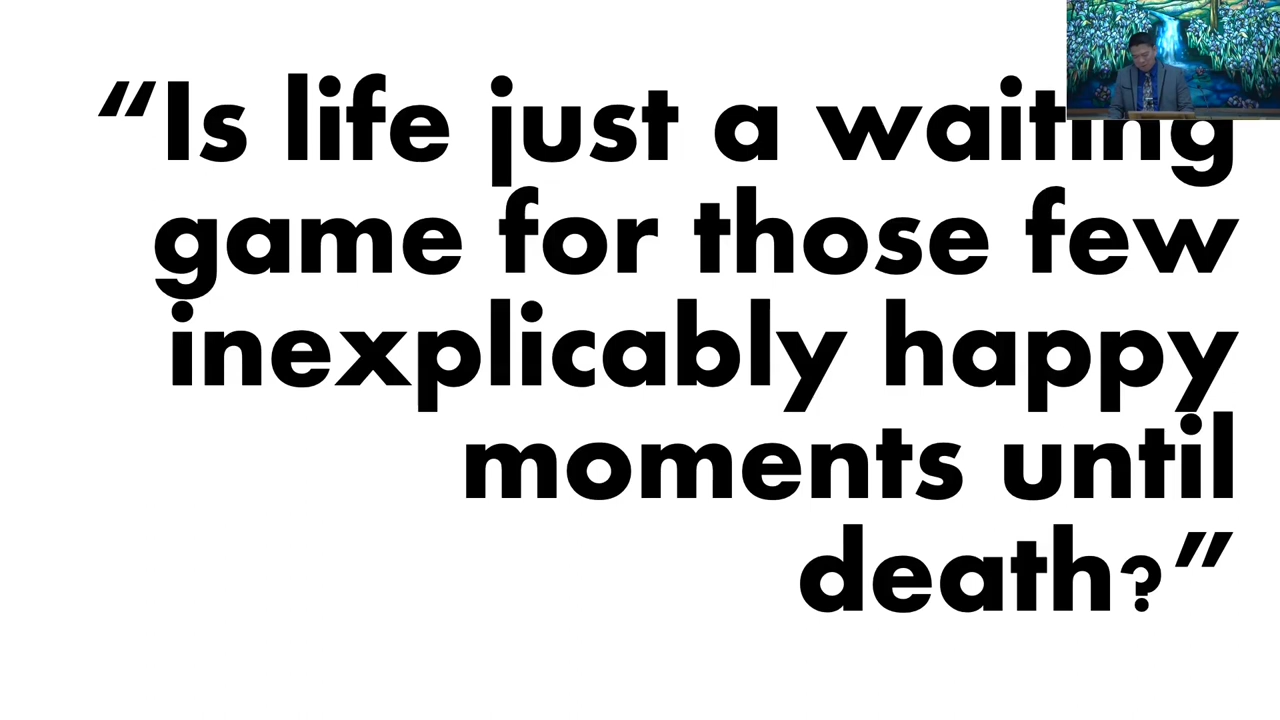 “Is life just a waiting
game for those few
inexplicably happy
moments until
death?”